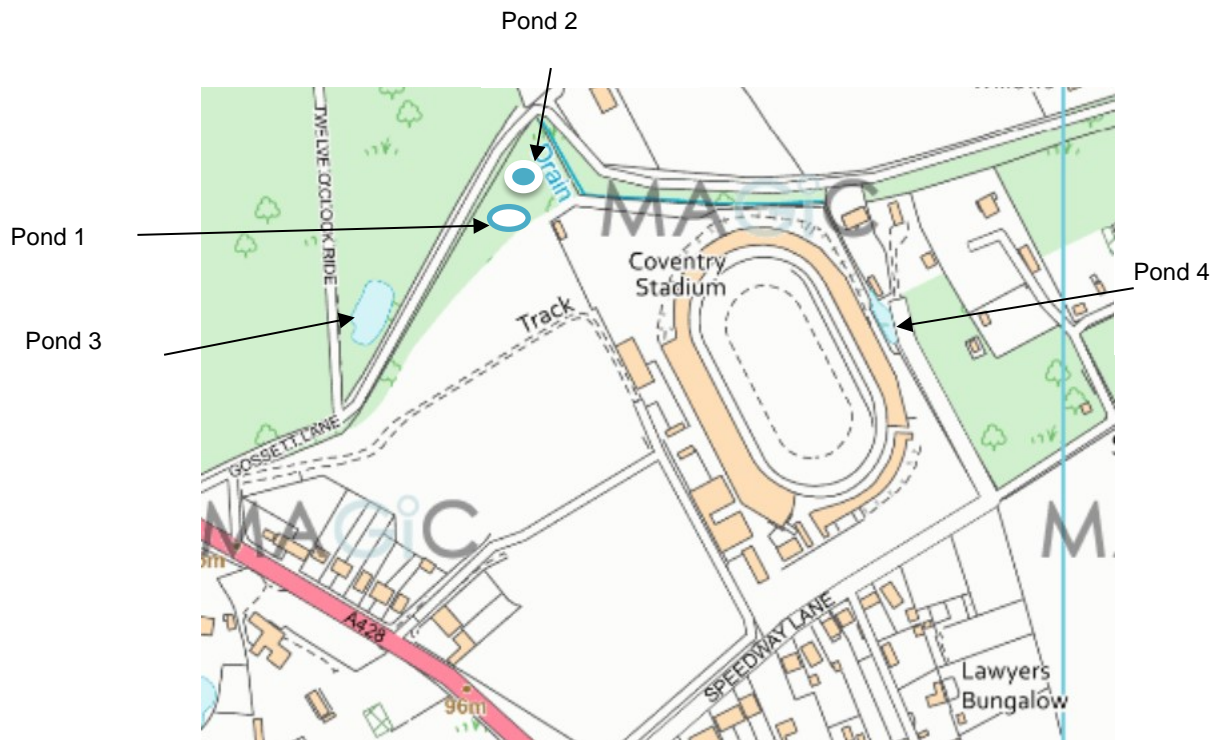 Pond 2
TWELVE O'CLOCK RIDE
Drain
MAGiC
Pond 1
Coventry
Stadium
Pond 4
Track
Pond 3
GOSSETT LANE
MAGiC
A428
SPEEDWAY LANE
Lawyers
Bungalow
96m